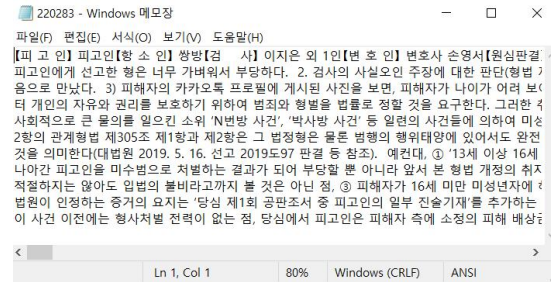 220283 - Windows 메모장
파일(F) 편집(E) 서식(O) 보기(V) 도움말(H)
【피 고 인】 피고인【항 소 인】 쌍방【검 사】 이지은 외 1인【변 호 인】 변호사 손영서【원심판결
피고인에게 선고한 형은 너무 가벼워서 부당하다. 2. 검사의 사실오인 주장에 대한 판단(형법 저
음으로 만났다. 3) 피해자의 카카오톡 프로필에 게시된 사진을 보면, 피해자가 나이가 어려 보이
터 개인의 자유와 권리를 보호하기 위하여 범죄와 형벌을 법률로 정할 것을 요구한다. 그러한 취
사회적으로 큰 물의를 일으킨 소위 ‘N번방 사건’, ‘박사방 사건’ 등 일련의 사건들에 의하여 미성
2항의 관계형법 제305조 제1항과 제2항은 그 법정형은 물론 범행의 행위태양에 있어서도 완전
것을 의미한다(대법원 2019. 5. 16. 선고 2019도97 판결 등 참조). 예컨대, ① ‘13세 이상 16세
나아간 피고인을 미수범으로 처벌하는 결과가 되어 부당할 뿐 아니라 앞서 본 형법 개정의 취지
적절하지는 않아도 입법의 불비라고까지 볼 것은 아닌 점, ③ 피해자가 16세 미만 미성년자에 해
법원이 인정하는 증거의 요지는 ‘당심 제1회 공판조서 중 피고인의 일부 진술기재’를 추가하는
이 사건 이전에는 형사처벌 전력이 없는 점, 당심에서 피고인은 피해자 측에 소정의 피해 배상금
Ln 1, Col 1 80% Windows (CRLF) ANSI